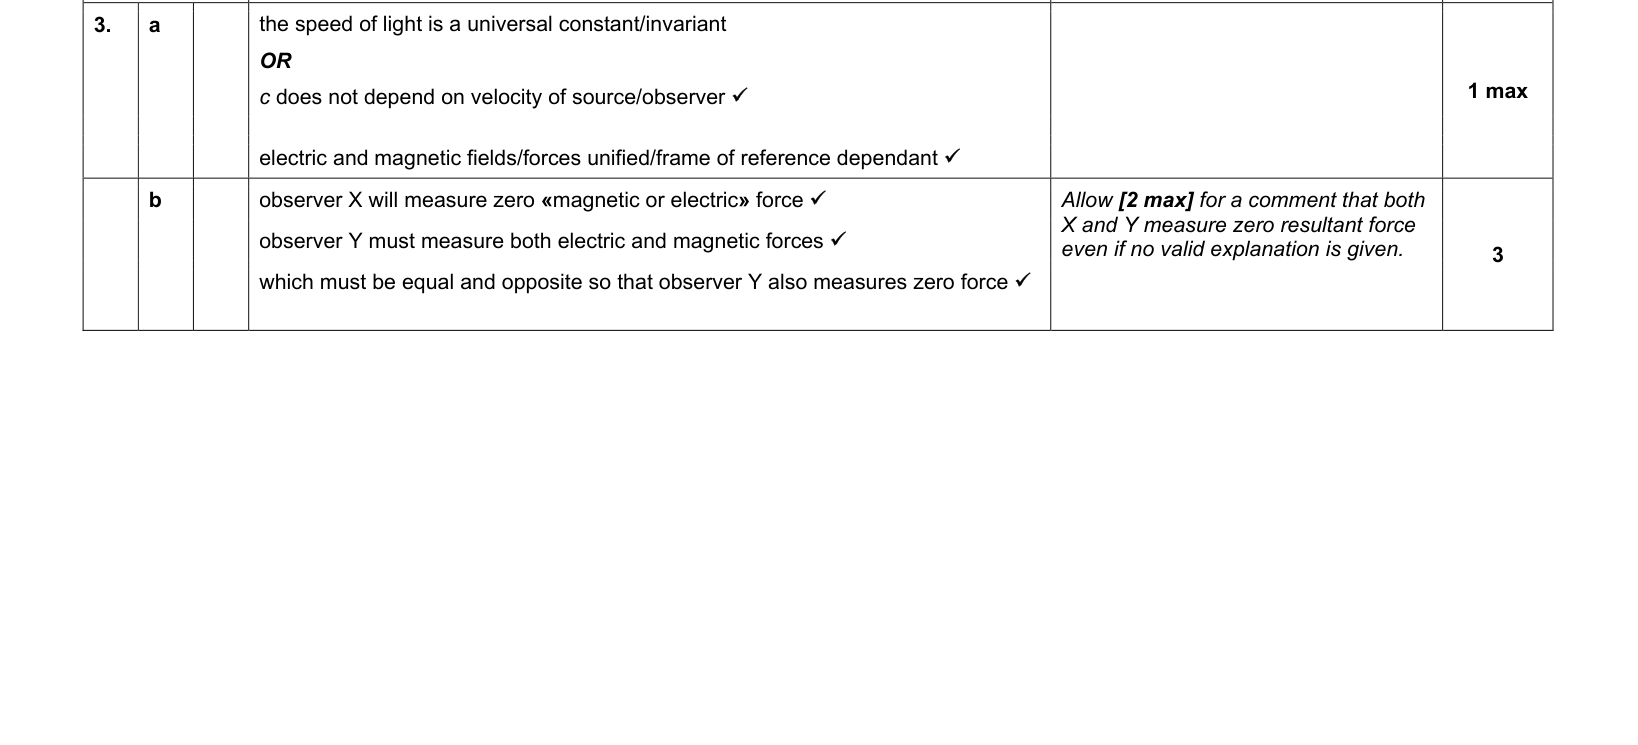 3. a the speed of light is a universal constant/invariant
OR
c does not depend on velocity of source/observer ✓
1 max
electric and magnetic fields/forces unified/frame of reference dependant ✓
b observer X will measure zero «magnetic or electric» force ✓
observer Y must measure both electric and magnetic forces ✓
which must be equal and opposite so that observer Y also measures zero force ✓
Allow [2 max] for a comment that both
X and Y measure zero resultant force
even if no valid explanation is given.
3